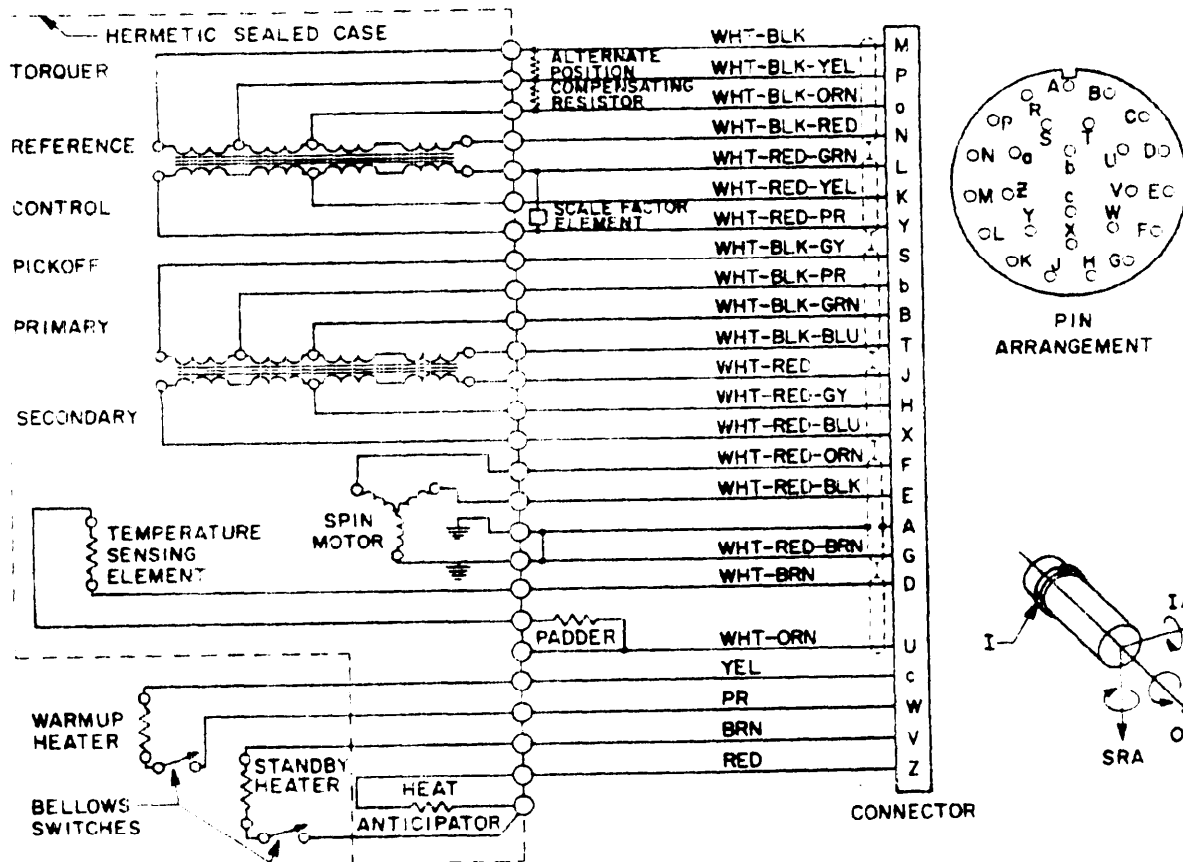 HERMETIC SEALED CASE
TORQUER
REFERENCE
CONTROL
PICKOFF
PRIMARY
SECONDARY
ALTERNATE
POSITION
COMPENSATING
RESISTOR
SCALE FACTOR
ELEMENT
WHT-BLK M
WHT-BLK-YEL P
WHT-BLK-ORN a
WHT-BLK-RED N
WHT-RED-GRN L
WHT-RED-YEL K
WHT-RED-PR Y
WHT-BLK-GY S
WHT-BLK-PR b
WHT-BLK-GRN B
WHT-BLK-BLU T
WHT-RED J
WHT-RED-GY H
WHT-RED-BLU X
WHT-RED-ORN F
WHT-RED-BLK E
A
WHT-RED-BRN G
WHT-BRN D
WHT-ORN U
YEL c
PR W
BRN V
RED Z
CONNECTOR
SPIN
MOTOR
TEMPERATURE
SENSING
ELEMENT
PADDER
WARMUP
HEATER
STANDBY
HEATER
HEAT
ANTICIPATOR
BELLOWS
SWITCHES
A B
R
P S T C
N a b U D
M Z c V E
Y W
L X F
K J H G
PIN
ARRANGEMENT
I
SRA